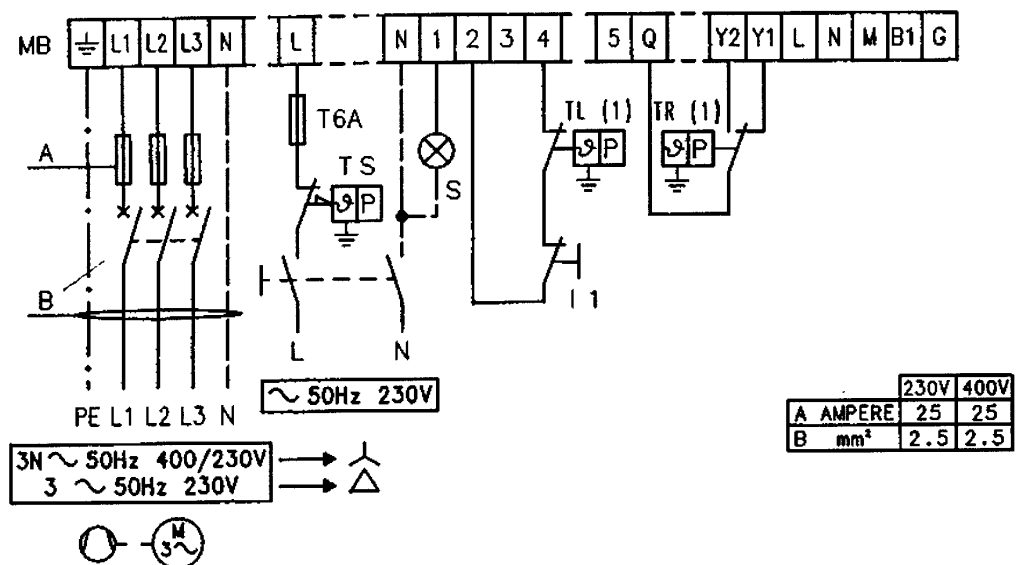 MB L1 L2 L3 N L N 1 2 3 4 5 Q Y2 Y1 L N M B1 G
T6A
TL (1) TR (1)
A
TS
ϑ P
ϑ P
ϑ P
S
B
I1
L N
~ 50Hz 230V
PE L1 L2 L3 N
230V 400V
A AMPERE 25 25
B mm² 2.5 2.5
3N ~ 50Hz 400/230V
3 ~ 50Hz 230V
M
3~